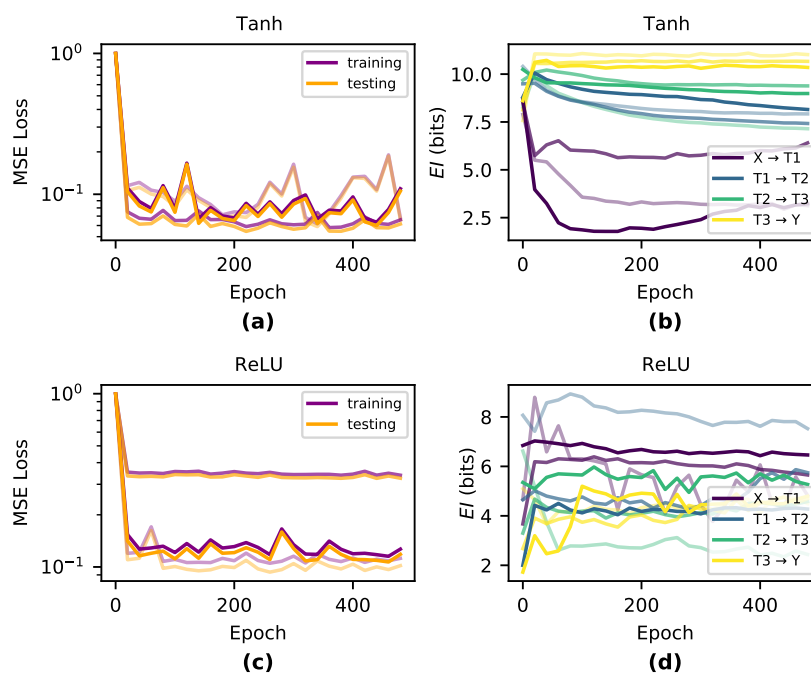 Tanh
10⁰
10⁻¹
MSE Loss
training
testing
0
200
400
Epoch
(a)
Tanh
10.0
7.5
5.0
2.5
EI (bits)
X → T1
T1 → T2
T2 → T3
T3 → Y
0
200
400
Epoch
(b)
ReLU
10⁰
10⁻¹
MSE Loss
training
testing
0
200
400
Epoch
(c)
ReLU
8
6
4
2
EI (bits)
X → T1
T1 → T2
T2 → T3
T3 → Y
0
200
400
Epoch
(d)